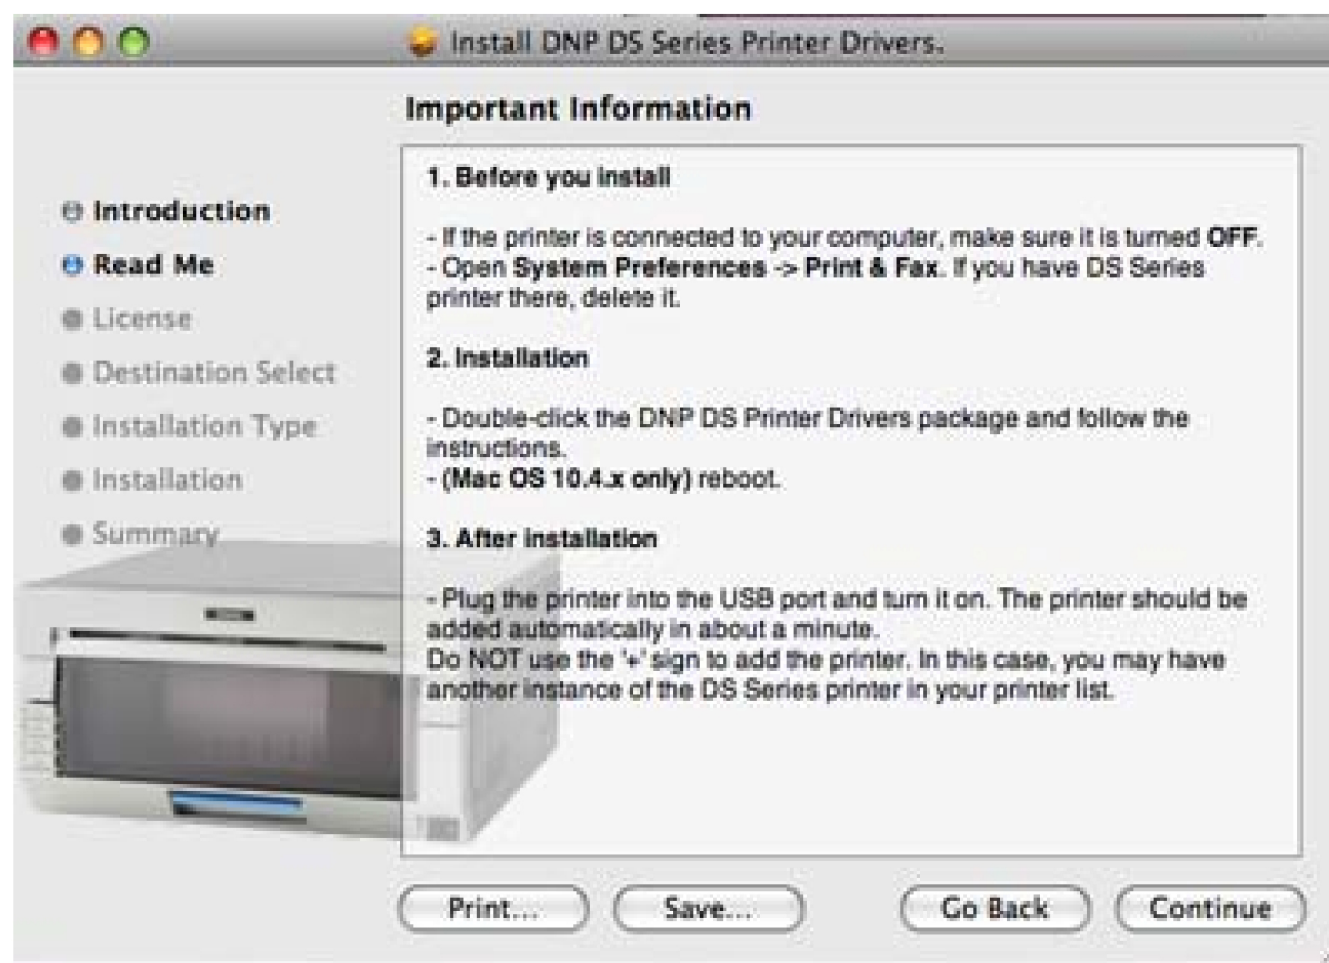 Install DNP DS Series Printer Drivers.
Important Information
Introduction
Read Me
License
Destination Select
Installation Type
Installation
Summary
1. Before you install
- If the printer is connected to your computer, make sure it is turned OFF.
- Open System Preferences -> Print & Fax. If you have DS Series
printer there, delete it.
2. Installation
- Double-click the DNP DS Printer Drivers package and follow the
instructions.
- (Mac OS 10.4.x only) reboot.
3. After installation
- Plug the printer into the USB port and turn it on. The printer should be
added automatically in about a minute.
Do NOT use the '+' sign to add the printer. In this case, you may have
another instance of the DS Series printer in your printer list.
Print...
Save...
Go Back
Continue